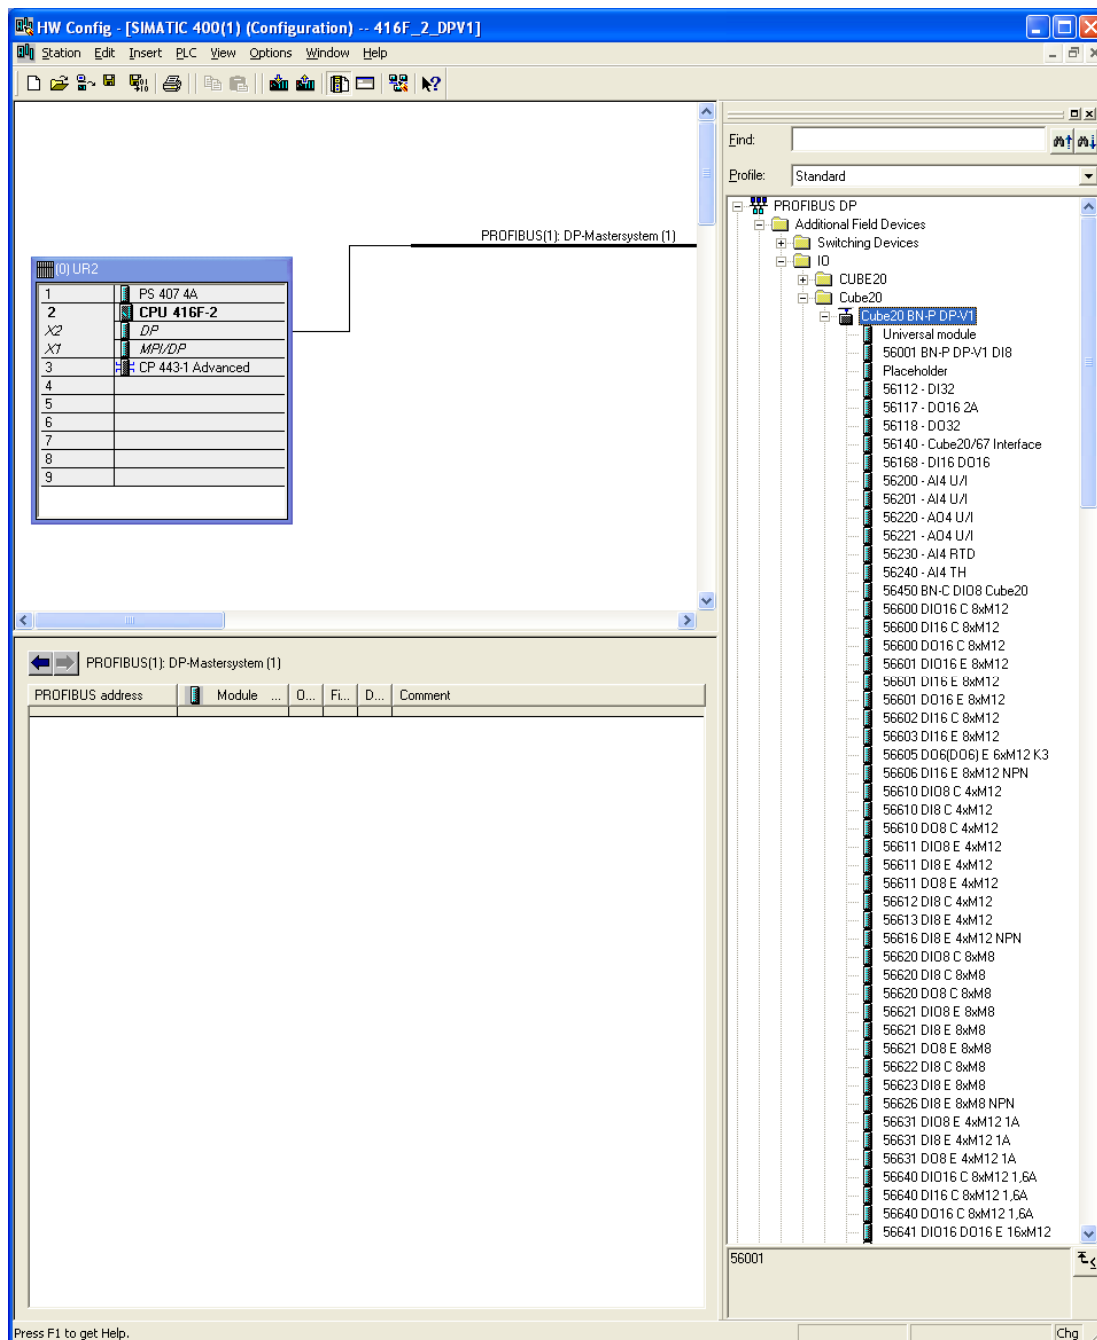 HW Config - [SIMATIC 400(1) (Configuration) -- 416F_2_DPV1]
Station Edit Insert PLC View Options Window Help
PROFIBUS(1): DP-Mastersystem (1)
(0) UR2
1 PS 407 4A
2 CPU 416F-2
X2 DP
X1 MPI/DP
3 CP 443-1 Advanced
4
5
6
7
8
9
PROFIBUS(1): DP-Mastersystem (1)
PROFIBUS address Module ... O... Fi... D... Comment
Find:
Profile: Standard
PROFIBUS DP
Additional Field Devices
Switching Devices
IO
CUBE20
Cube20
Cube20 BN-P DP-V1
Universal module
56001 BN-P DP-V1 DI8
Placeholder
56112 - DI32
56117 - DO16 2A
56118 - DO32
56140 - Cube20/67 Interface
56168 - DI16 DO16
56200 - AI4 U/I
56201 - AI4 U/I
56220 - AO4 U/I
56221 - AO4 U/I
56230 - AI4 RTD
56240 - AI4 TH
56450 BN-C DIO8 Cube20
56600 DIO16 C 8xM12
56600 DI16 C 8xM12
56600 DO16 C 8xM12
56601 DIO16 E 8xM12
56601 DI16 E 8xM12
56601 DO16 E 8xM12
56602 DI16 C 8xM12
56603 DI16 E 8xM12
56605 DO6(DO6) E 6xM12 K3
56606 DI16 E 8xM12 NPN
56610 DIO8 C 4xM12
56610 DI8 C 4xM12
56610 DO8 C 4xM12
56611 DIO8 E 4xM12
56611 DI8 E 4xM12
56611 DO8 E 4xM12
56612 DI8 C 4xM12
56613 DI8 E 4xM12
56616 DI8 E 4xM12 NPN
56620 DIO8 C 8xM8
56620 DI8 C 8xM8
56620 DO8 C 8xM8
56621 DIO8 E 8xM8
56621 DI8 E 8xM8
56621 DO8 E 8xM8
56622 DI8 C 8xM8
56623 DI8 E 8xM8
56626 DI8 E 8xM8 NPN
56631 DIO8 E 4xM12 1A
56631 DI8 E 4xM12 1A
56631 DO8 E 4xM12 1A
56640 DIO16 C 8xM12 1,6A
56640 DI16 C 8xM12 1,6A
56640 DO16 C 8xM12 1,6A
56641 DIO16 DO16 E 16xM12
56001
Press F1 to get Help.
Chg